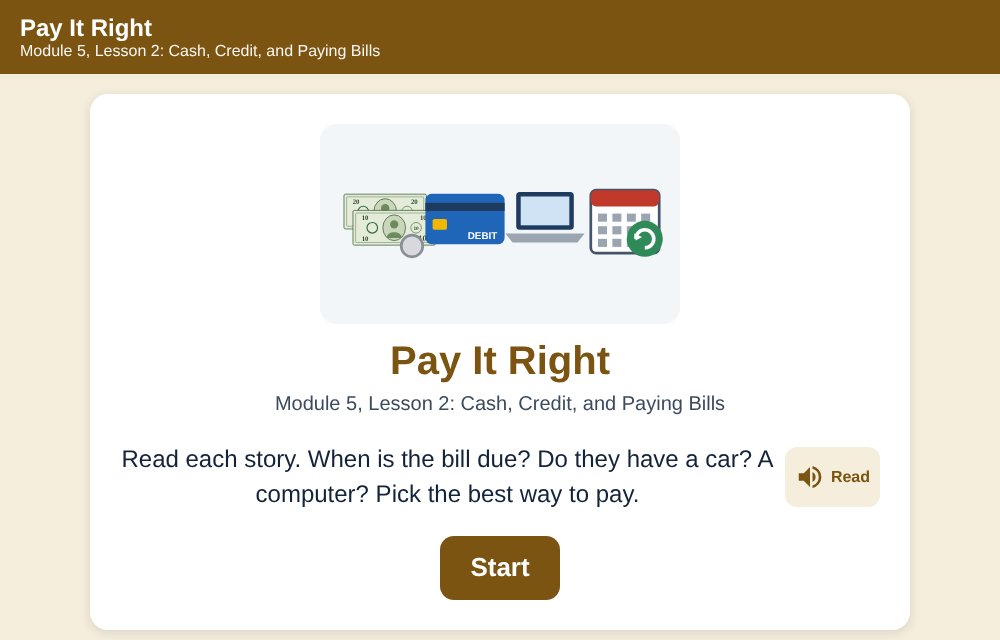 Pay It Right
Module 5, Lesson 2: Cash, Credit, and Paying Bills
20 20
10 10
10
10 10
DEBIT
Pay It Right
Module 5, Lesson 2: Cash, Credit, and Paying Bills
Read each story. When is the bill due? Do they have a car? A
computer? Pick the best way to pay.
Read
Start